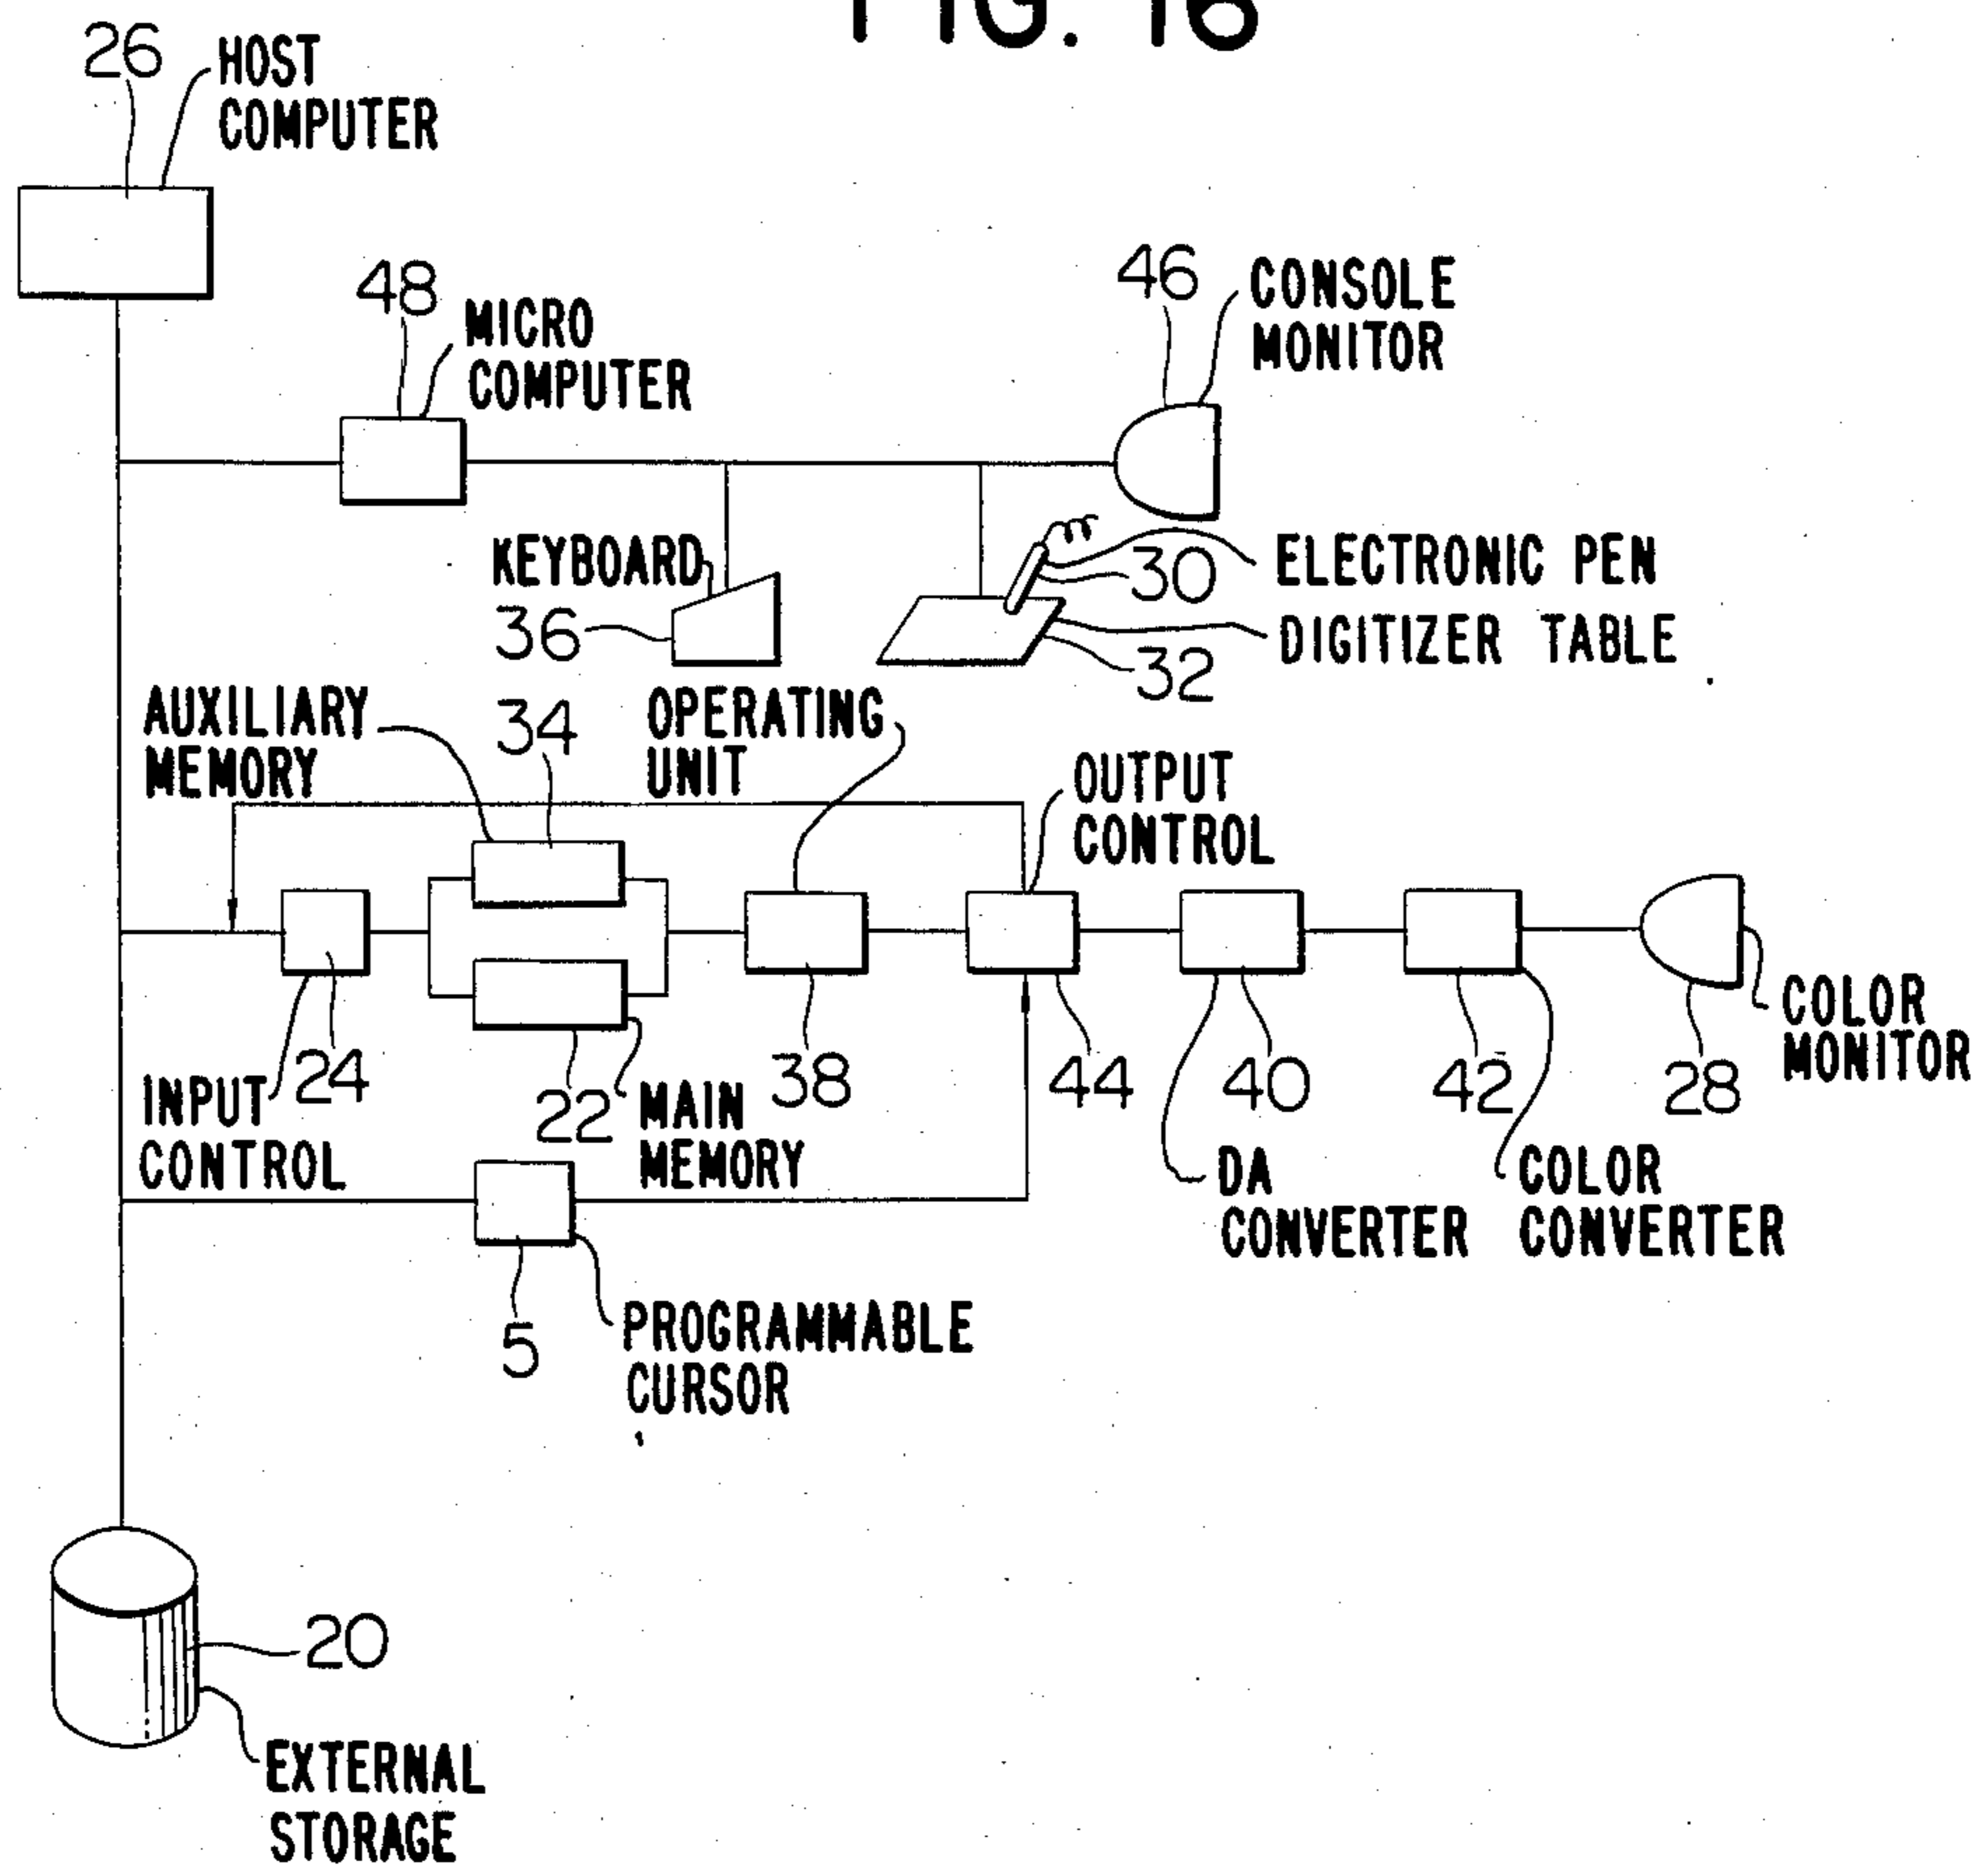 FIG. 16
26
HOST
COMPUTER
48
MICRO
COMPUTER
46
CONSOLE
MONITOR
KEYBOARD
36
30
ELECTRONIC PEN
DIGITIZER TABLE
32
AUXILIARY
MEMORY
34
OPERATING
UNIT
OUTPUT
CONTROL
INPUT
CONTROL
24
22
MAIN
MEMORY
38
44
40
42
28
COLOR
MONITOR
DA
CONVERTER
COLOR
CONVERTER
5
PROGRAMMABLE
CURSOR
20
EXTERNAL
STORAGE